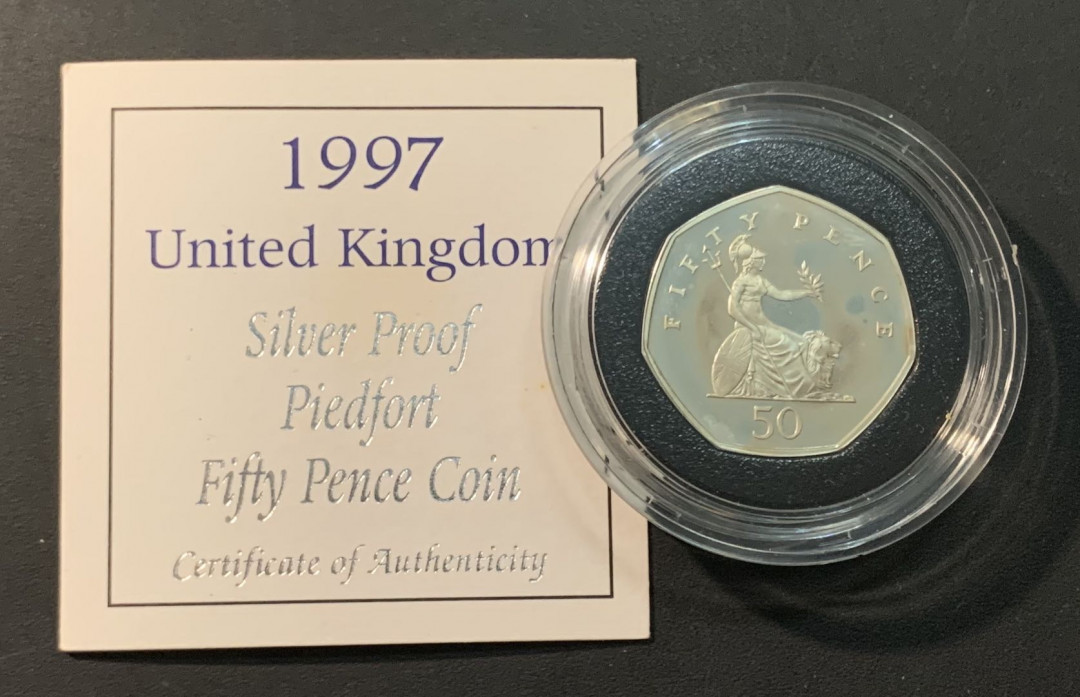 1997
United Kingdom
Silver Proof
Piedfort
Fifty Pence Coin
Certificate of Authenticity
FIFTY PENCE
50